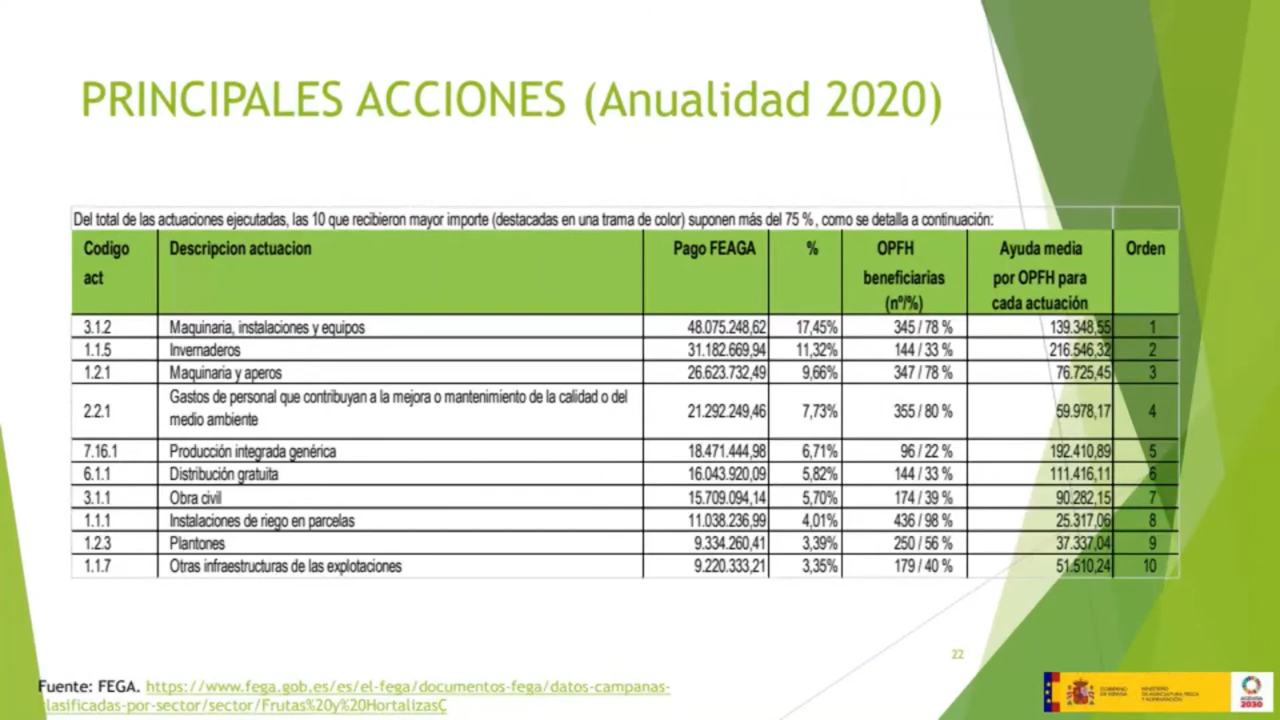 PRINCIPALES ACCIONES (Anualidad 2020)
Del total de las actuaciones ejecutadas, las 10 que recibieron mayor importe (destacadas en una trama de color) suponen más del 75 %, como se detalla a continuación:
Codigo act Descripcion actuacion Pago FEAGA % OPFH beneficiarias (nº/%) Ayuda media por OPFH para cada actuación Orden
3.1.2 Maquinaria, instalaciones y equipos 48.075.248,62 17,45% 345 / 78 % 139.348,55 1
1.1.5 Invernaderos 31.182.669,94 11,32% 144 / 33 % 216.546,32 2
1.2.1 Maquinaria y aperos 26.623.732,49 9,66% 347 / 78 % 76.725,45 3
2.2.1 Gastos de personal que contribuyan a la mejora o mantenimiento de la calidad o del medio ambiente 21.292.249,46 7,73% 355 / 80 % 59.978,17 4
7.16.1 Producción integrada genérica 18.471.444,98 6,71% 96 / 22 % 192.410,89 5
6.1.1 Distribución gratuita 16.043.920,09 5,82% 144 / 33 % 111.416,11 6
3.1.1 Obra civil 15.709.094,14 5,70% 174 / 39 % 90.282,15 7
1.1.1 Instalaciones de riego en parcelas 11.038.236,99 4,01% 436 / 98 % 25.317,06 8
1.2.3 Plantones 9.334.260,41 3,39% 250 / 56 % 37.337,04 9
1.1.7 Otras infraestructuras de las explotaciones 9.220.333,21 3,35% 179 / 40 % 51.510,24 10
22
Fuente: FEGA. https://www.fega.gob.es/es/el-fega/documentos-fega/datos-campanas-
clasificadas-por-sector/sector/Frutas%20y%20HortalizasÇ
GOBIERNO DE ESPAÑA
MINISTERIO DE AGRICULTURA, PESCA Y ALIMENTACIÓN
AGENDA 2030